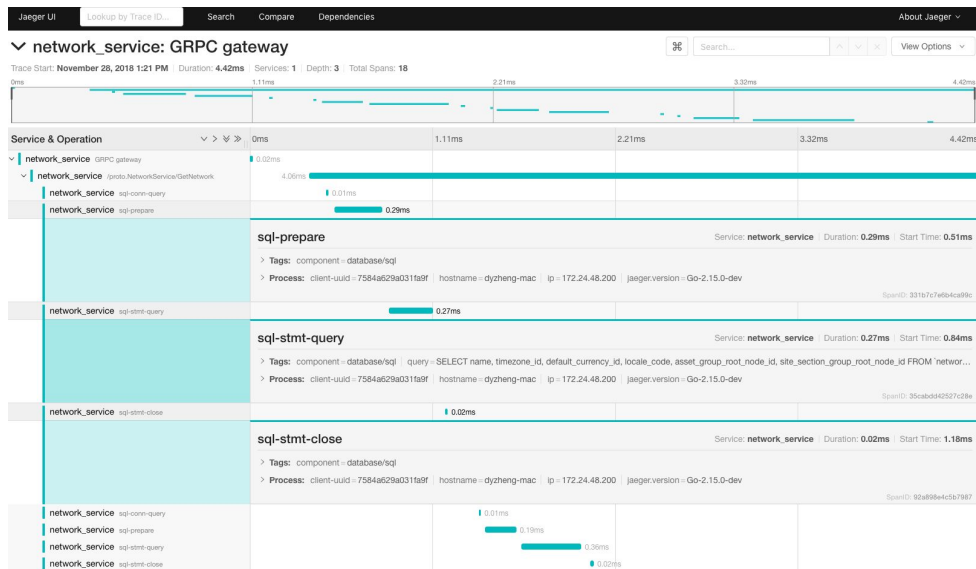 Jaeger UI Lookup by Trace ID... Search Compare Dependencies About Jaeger
network_service: GRPC gateway Search... View Options
Trace Start: November 28, 2018 1:21 PM Duration: 4.42ms Services: 1 Depth: 3 Total Spans: 18
0ms 1.11ms 2.21ms 3.32ms 4.42ms
Service & Operation 0ms 1.11ms 2.21ms 3.32ms 4.42ms
network_service GRPC gateway 0.02ms
network_service /proto.NetworkService/GetNetwork 4.06ms
network_service sql-conn-query 0.01ms
network_service sql-prepare 0.29ms
sql-prepare Service: network_service Duration: 0.29ms Start Time: 0.51ms
> Tags: component = database/sql
> Process: client-uuid = 7584a629a031fa9f hostname = dyzheng-mac ip = 172.24.48.200 jaeger.version = Go-2.15.0-dev
SpanID: 331b7c7e6b4ca99c
network_service sql-stmt-query 0.27ms
sql-stmt-query Service: network_service Duration: 0.27ms Start Time: 0.84ms
> Tags: component = database/sql query = SELECT name, timezone_id, default_currency_id, locale_code, asset_group_root_node_id, site_section_group_root_node_id FROM `networ...
> Process: client-uuid = 7584a629a031fa9f hostname = dyzheng-mac ip = 172.24.48.200 jaeger.version = Go-2.15.0-dev
SpanID: 35cabdd42527c28e
network_service sql-stmt-close 0.02ms
sql-stmt-close Service: network_service Duration: 0.02ms Start Time: 1.18ms
> Tags: component = database/sql
> Process: client-uuid = 7584a629a031fa9f hostname = dyzheng-mac ip = 172.24.48.200 jaeger.version = Go-2.15.0-dev
SpanID: 92a898e4c5b7987
network_service sql-conn-query 0.01ms
network_service sql-prepare 0.19ms
network_service sql-stmt-query 0.36ms
network_service sql-stmt-close 0.02ms